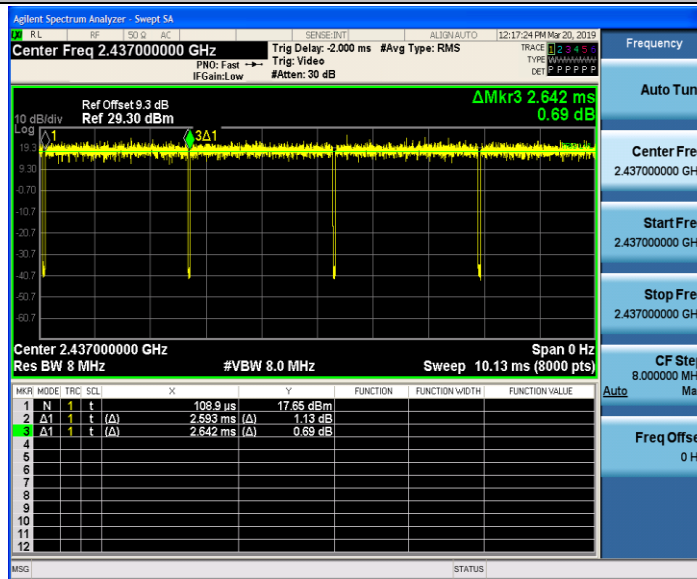 Agilent Spectrum Analyzer - Swept SA
RL RF 50 Ω AC SENSE:INT ALIGN AUTO 12:17:24 PM Mar 20, 2019
Center Freq 2.437000000 GHz
PNO: Fast
IFGain:Low
Trig Delay: -2.000 ms
Trig: Video
#Atten: 30 dB
#Avg Type: RMS
TRACE 1 2 3 4 5 6
TYPE
DET P P P P P P
10 dB/div
Log
Ref Offset 9.3 dB
Ref 29.30 dBm
ΔMkr3 2.642 ms
0.69 dB
1
3Δ1
19.3
9.30
-0.70
-10.7
-20.7
-30.7
-40.7
-50.7
-60.7
Center 2.437000000 GHz Span 0 Hz
Res BW 8 MHz #VBW 8.0 MHz Sweep 10.13 ms (8000 pts)
MKR MODE TRC SCL X Y FUNCTION FUNCTION WIDTH FUNCTION VALUE
1 N 1 t 108.9 µs 17.65 dBm
2 Δ1 1 t (Δ) 2.593 ms (Δ) 1.13 dB
3 Δ1 1 t (Δ) 2.642 ms (Δ) 0.69 dB
4
5
6
7
8
9
10
11
12
MSG STATUS
Frequency
Auto Tun
Center Fre
2.437000000 GH
Start Fre
2.437000000 GH
Stop Fre
2.437000000 GH
CF Step
8.000000 MH
Auto Ma
Freq Offse
0 H